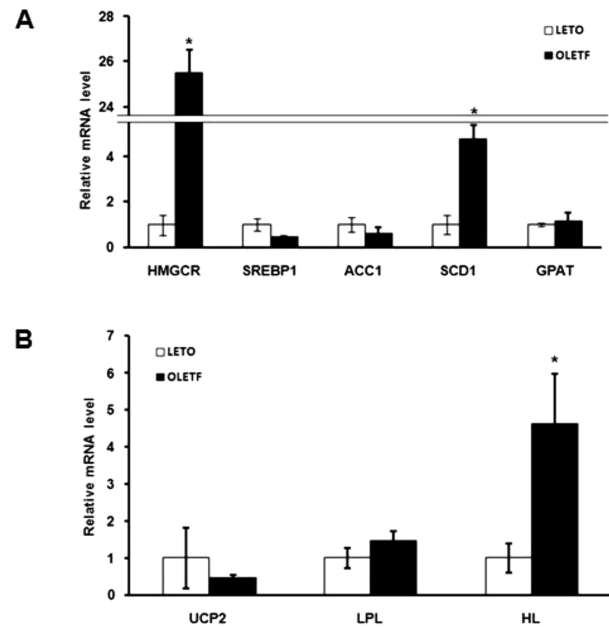 A
28
26
24
4
2
0
Relative mRNA level
LETO
OLETF
*
*
HMGCR SREBP1 ACC1 SCD1 GPAT
B
7
6
5
4
3
2
1
0
Relative mRNA level
LETO
OLETF
*
UCP2 LPL HL